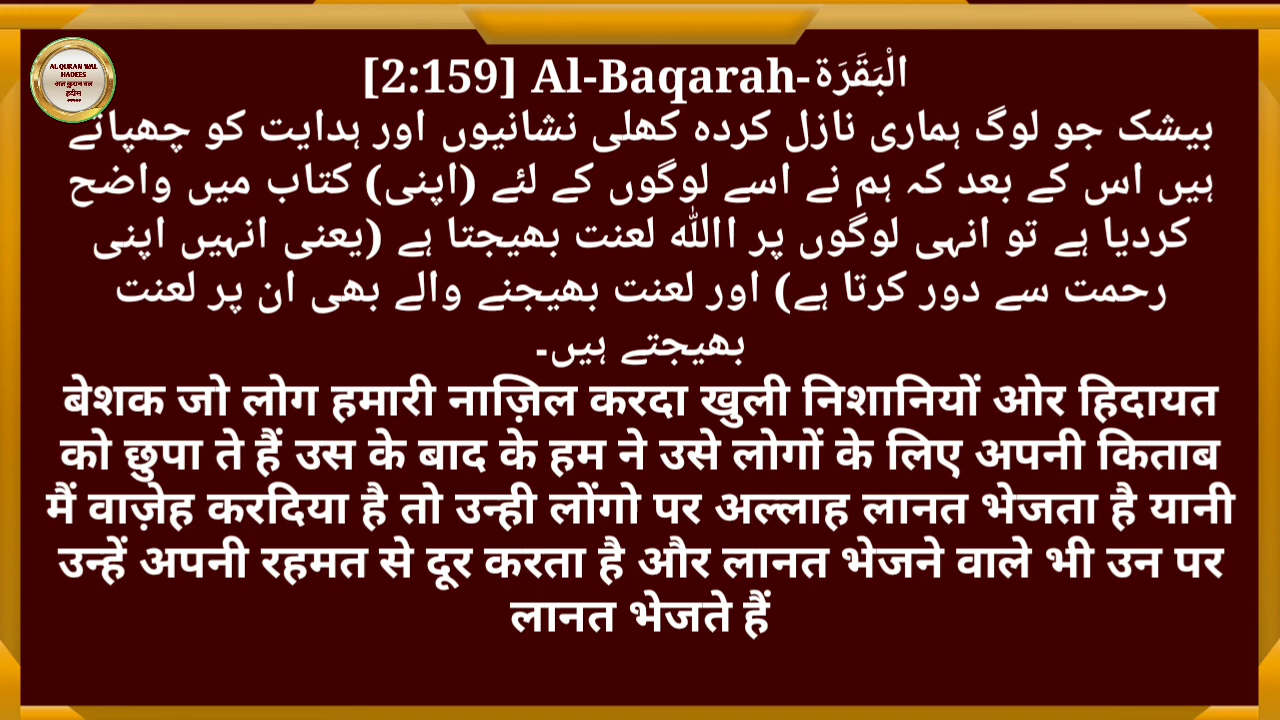 AL QURAN WAL
HADEES
अल कुरान वल
हदीस
[2:159] Al-Baqarah-الْبَقَرَة
بیشک جو لوگ ہماری نازل کردہ کھلی نشانیوں اور ہدایت کو چھپاتے
ہیں اس کے بعد کہ ہم نے اسے لوگوں کے لئے (اپنی) کتاب میں واضح
کردیا ہے تو انہی لوگوں پر اﷲ لعنت بھیجتا ہے (یعنی انہیں اپنی
رحمت سے دور کرتا ہے) اور لعنت بھیجنے والے بھی ان پر لعنت
بھیجتے ہیں۔
बेशक जो लोग हमारी नाज़िल करदा खुली निशानियों ओर हिदायत
को छुपा ते हैं उस के बाद के हम ने उसे लोगों के लिए अपनी किताब
मैं वाज़ेह करदिया है तो उन्ही लोंगो पर अल्लाह लानत भेजता है यानी
उन्हें अपनी रहमत से दूर करता है और लानत भेजने वाले भी उन पर
लानत भेजते हैं